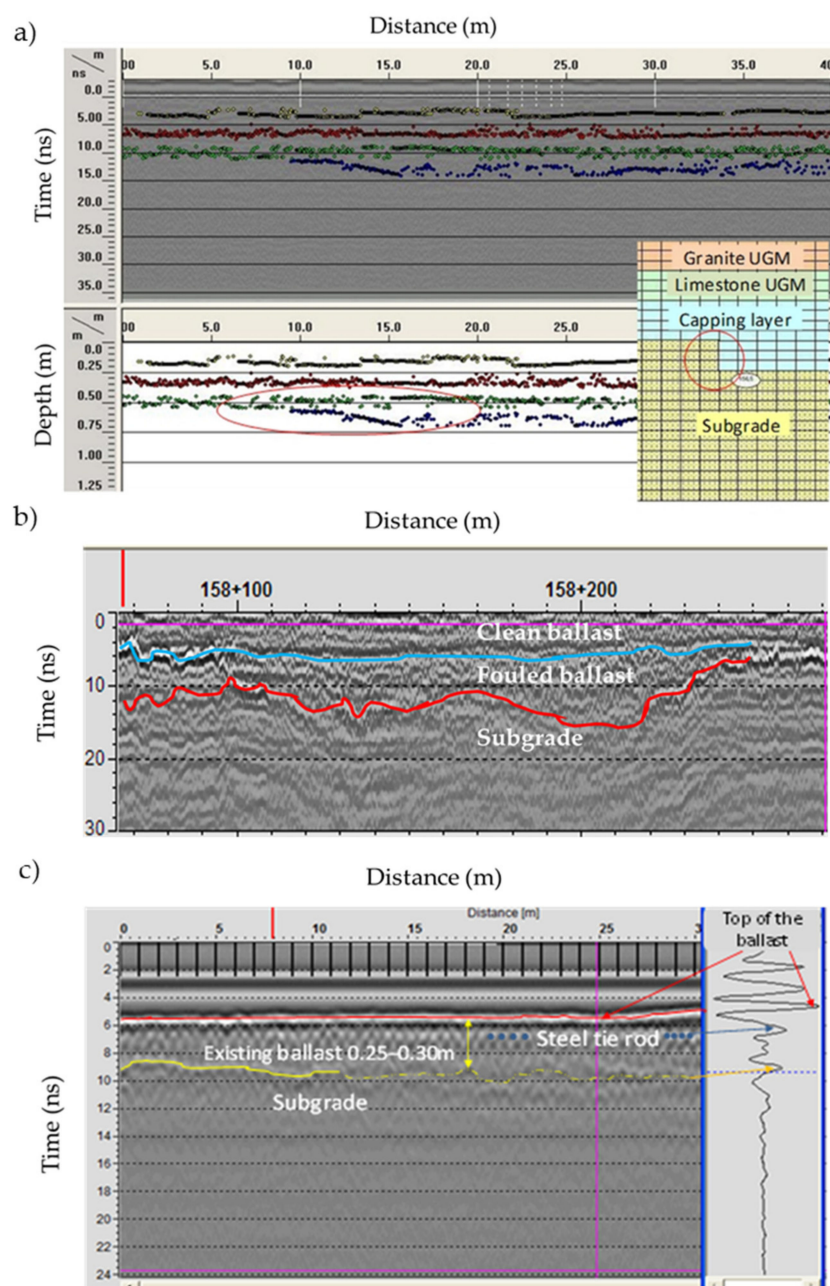 a)
Distance (m)
m
ns
00 5.0 10.0 15.0 20.0 25.0 30.0 35.0 40
0.0
5.00
10.0
15.0
20.0
25.0
30.0
35.0
Time (ns)
m
m
00 5.0 10.0 15.0 20.0 25.0
0.0
0.25
0.50
0.75
1.00
1.25
Depth (m)
Granite UGM
Limestone UGM
Capping layer
Subgrade
b)
Distance (m)
158+100 158+200
0
10
20
30
Time (ns)
Clean ballast
Fouled ballast
Subgrade
c)
Distance (m)
Distance [m]
0 5 10 15 20 25 30
0
2
4
6
8
10
12
14
16
18
20
22
24
Time (ns)
Top of the
ballast
Steel tie rod
Existing ballast 0.25–0.30m
Subgrade